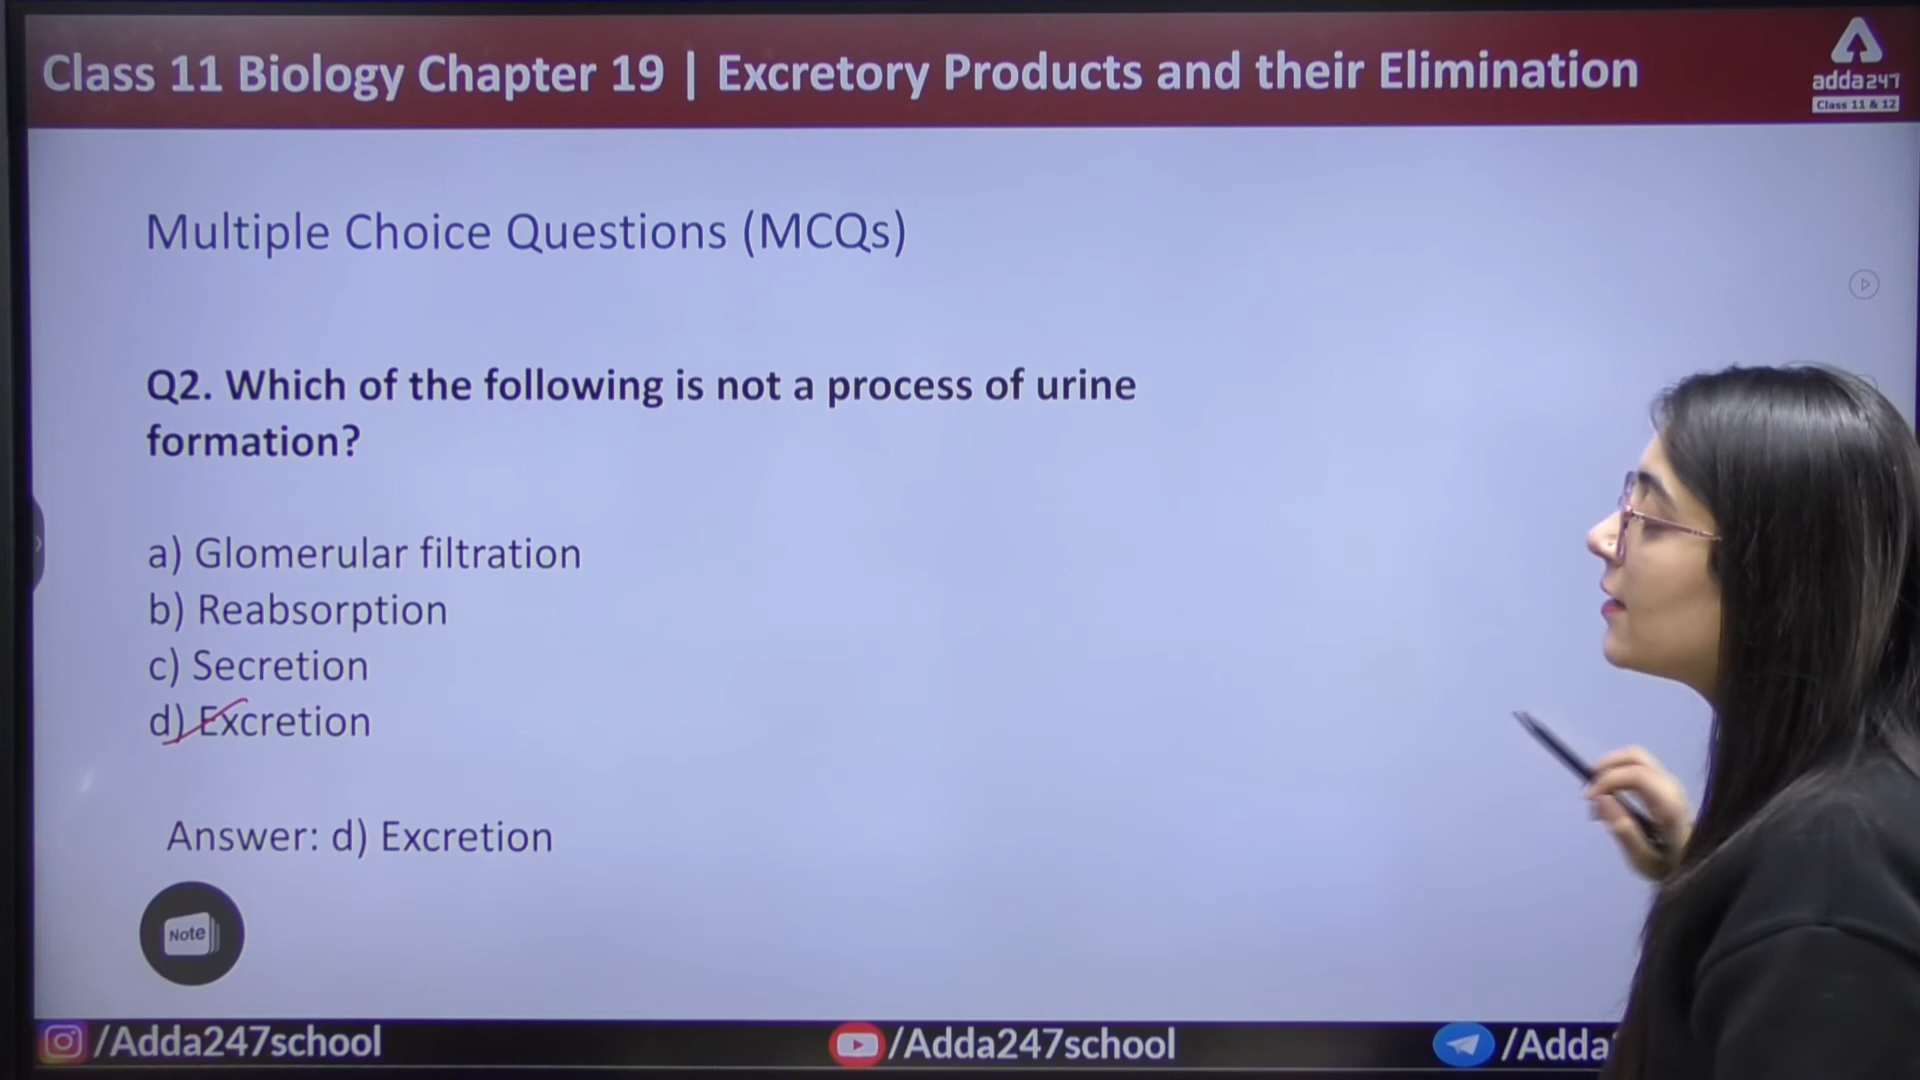 Class 11 Biology Chapter 19 | Excretory Products and their Elimination
adda247
Class 11 & 12
Multiple Choice Questions (MCQs)
Q2. Which of the following is not a process of urine
formation?
a) Glomerular filtration
b) Reabsorption
c) Secretion
d) Excretion
Answer: d) Excretion
Note
/Adda247school
/Adda247school
/Adda